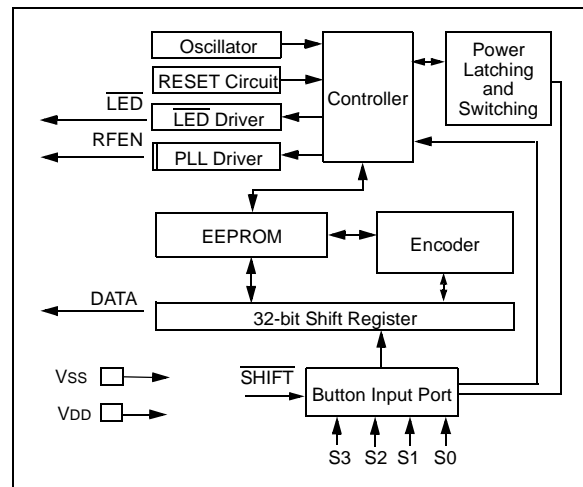 Oscillator
RESET Circuit
LED
LED Driver
RFEN
PLL Driver
Controller
Power
Latching
and
Switching
EEPROM
Encoder
DATA
32-bit Shift Register
VSS
VDD
SHIFT
Button Input Port
S3 S2 S1 S0